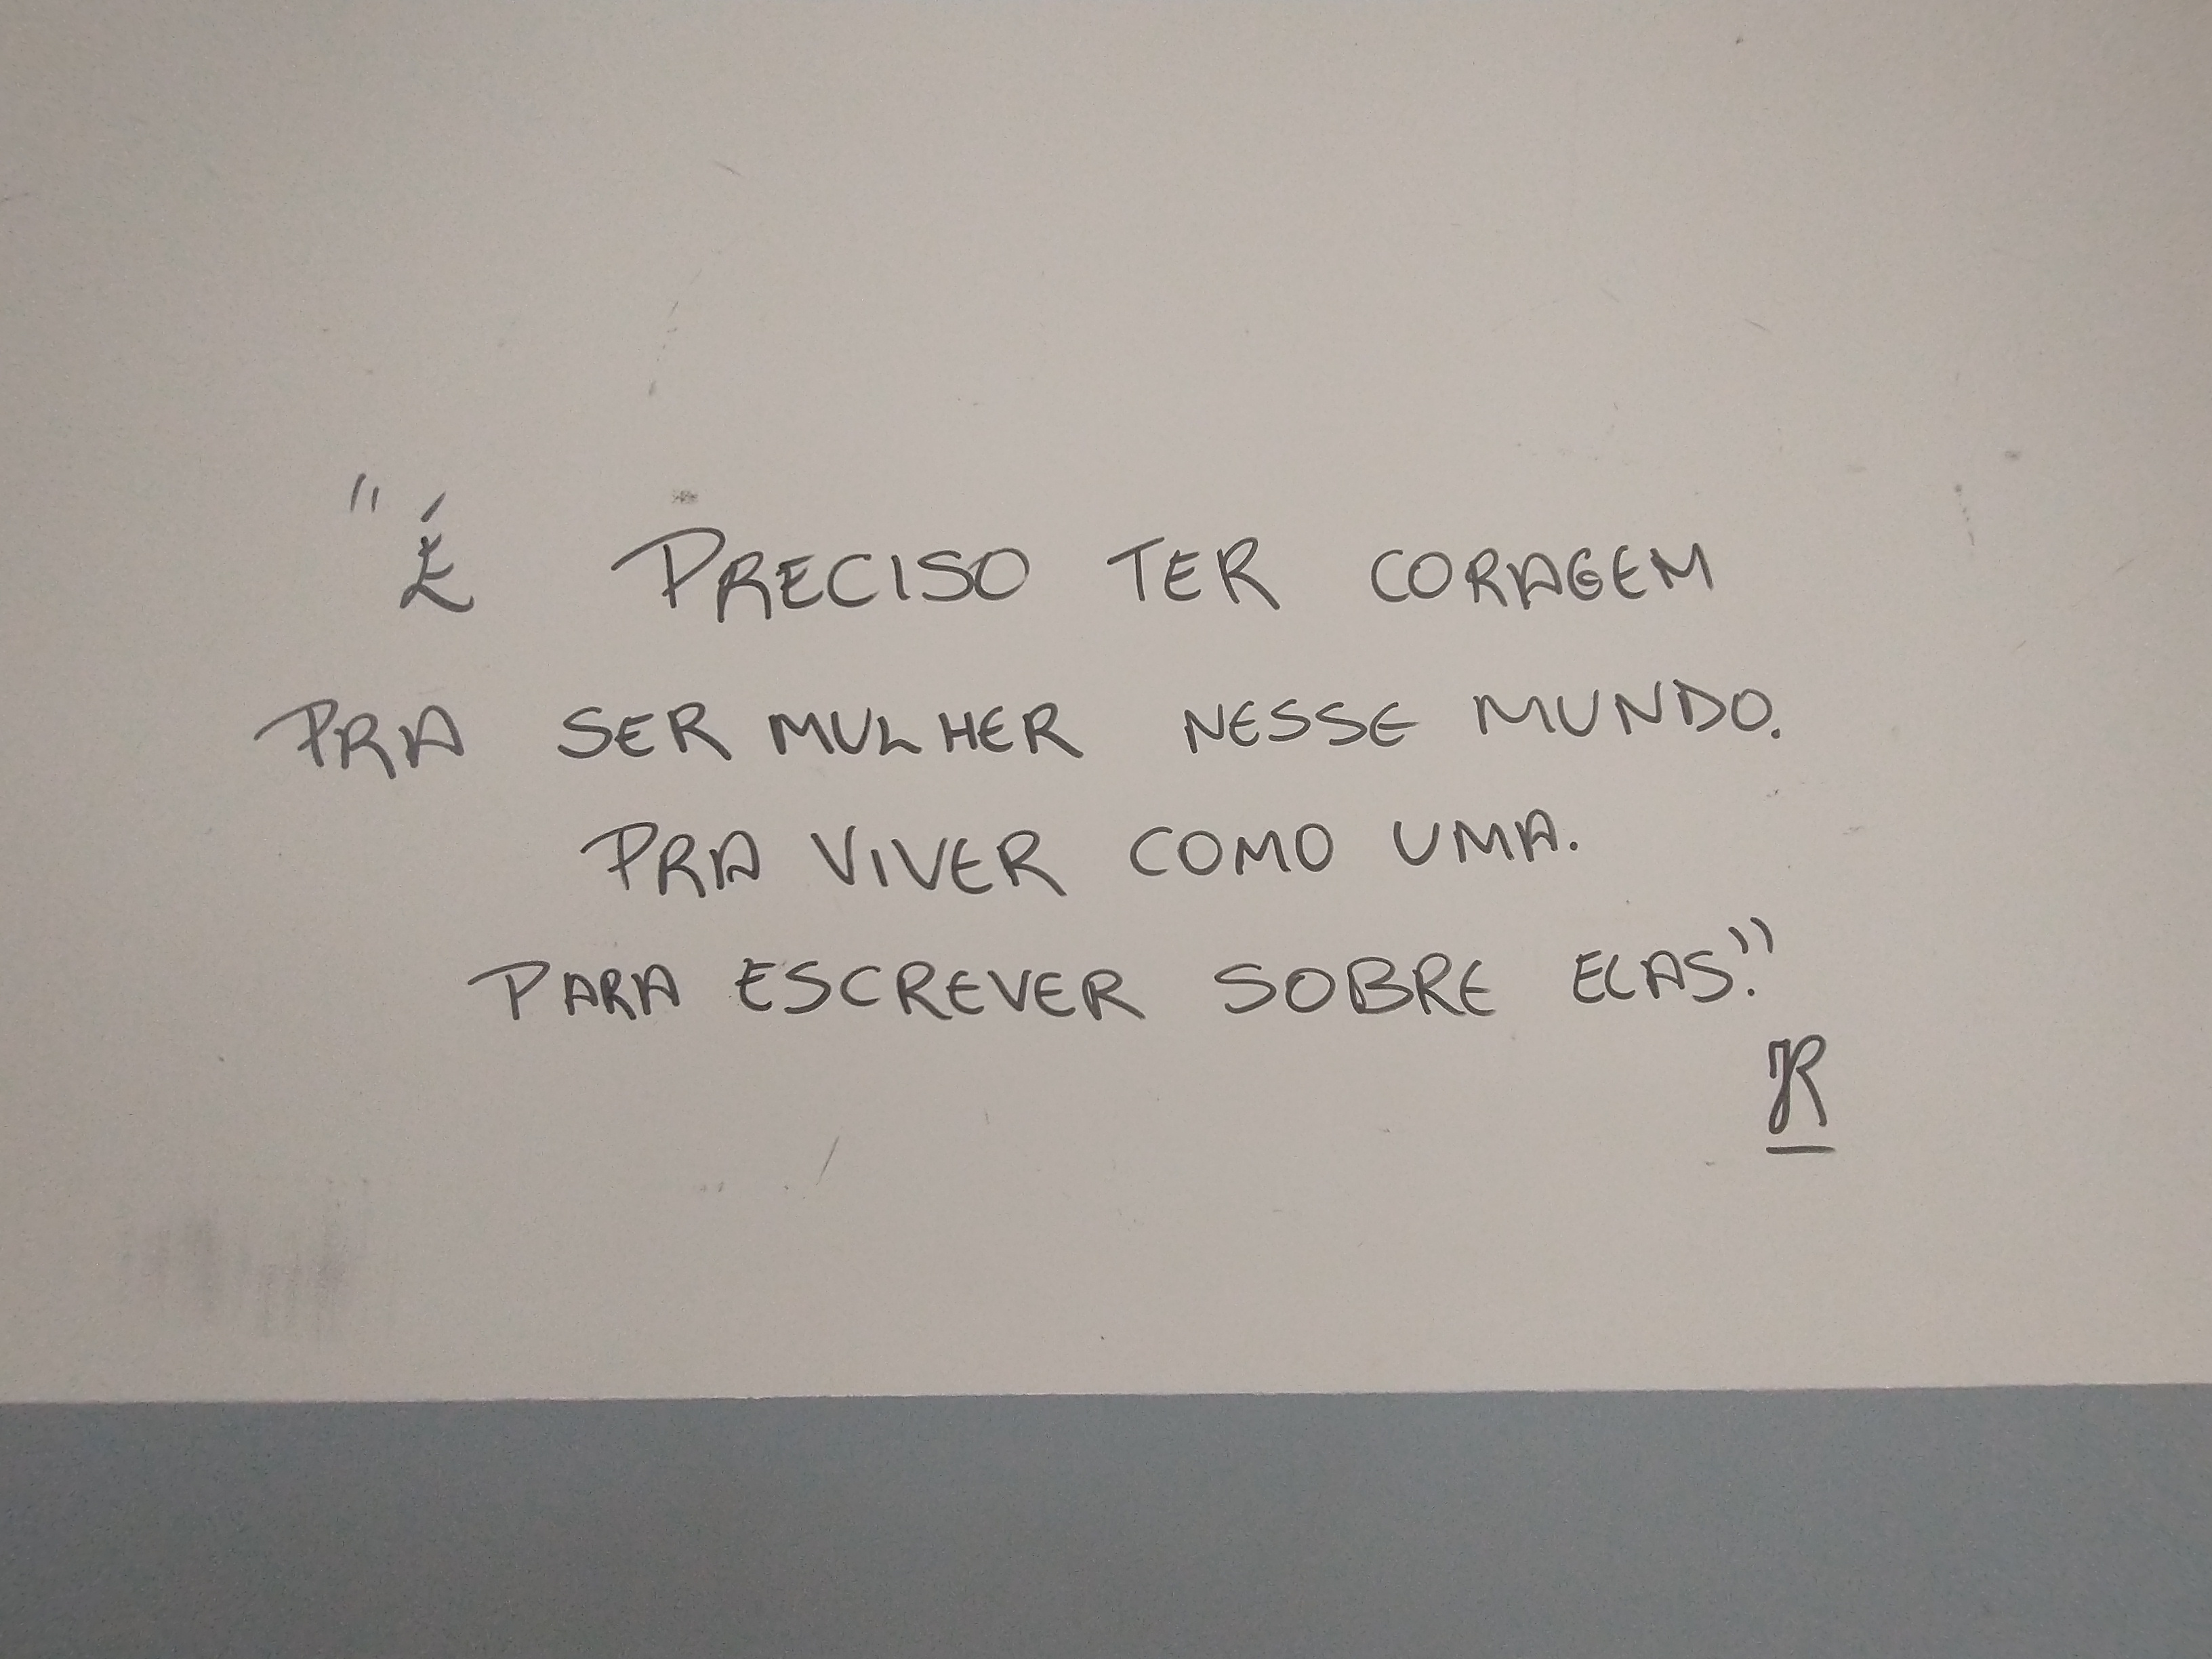 "É PRECISO TER CORAGEM
PRA SER MULHER NESSE MUNDO.
PRA VIVER COMO UMA.
PARA ESCREVER SOBRE ELAS."
R